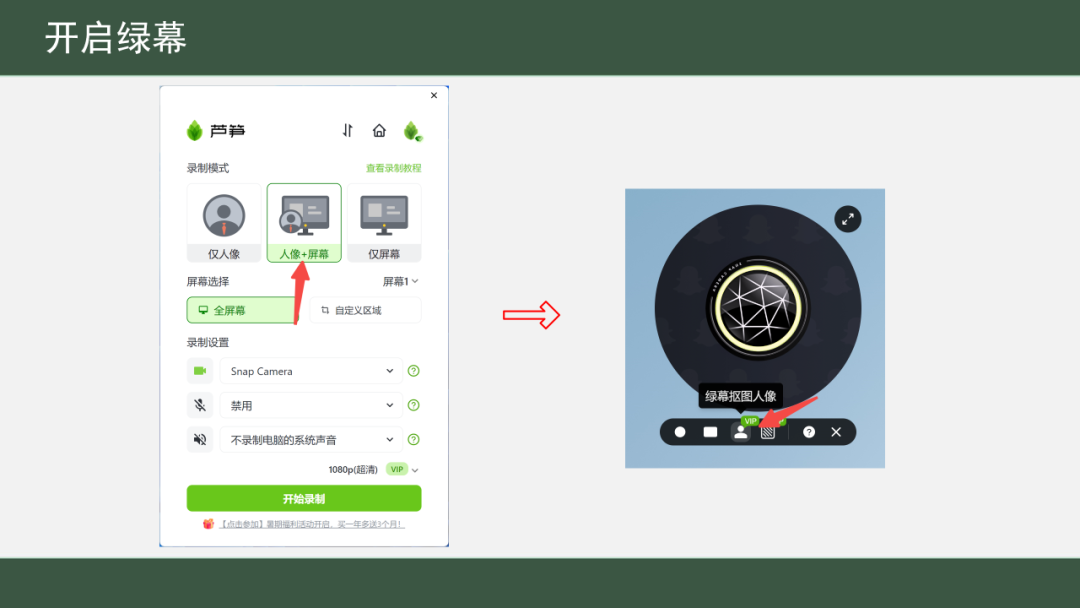 开启绿幕
芦笋
录制模式
查看录制教程
仅人像
人像+屏幕
仅屏幕
屏幕选择
屏幕1
全屏幕
自定义区域
录制设置
Snap Camera
禁用
不录制电脑的系统声音
1080p(超清) VIP
开始录制
【点击参加】暑期福利活动开启，买一年多送3个月！
绿幕抠图人像
VIP